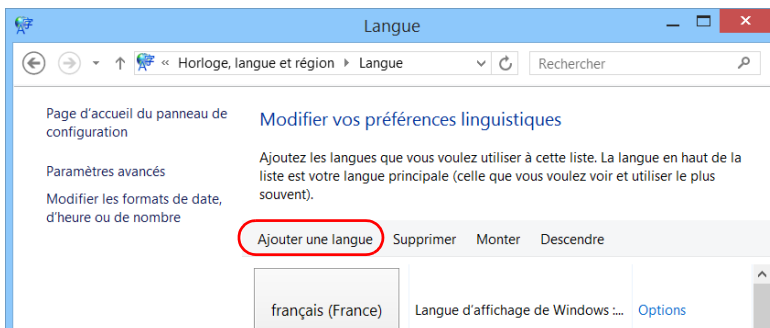 Langue
« Horloge, langue et région Langue
Rechercher
Page d'accueil du panneau de
configuration
Paramètres avancés
Modifier les formats de date,
d'heure ou de nombre
Modifier vos préférences linguistiques
Ajoutez les langues que vous voulez utiliser à cette liste. La langue en haut de la
liste est votre langue principale (celle que vous voulez voir et utiliser le plus
souvent).
Ajouter une langue Supprimer Monter Descendre
français (France) Langue d'affichage de Windows :... Options